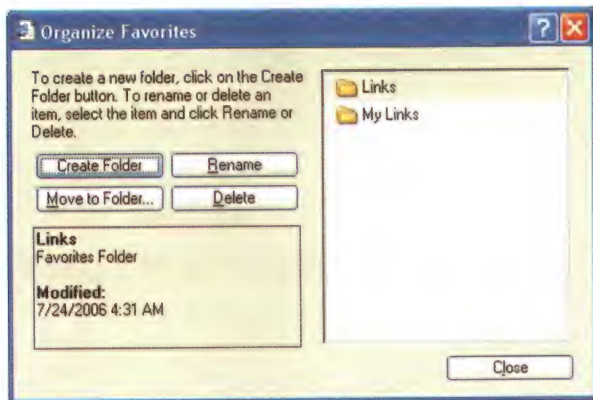 Organize Favorites
To create a new folder, click on the Create
Folder button. To rename or delete an
item, select the item and click Rename or
Delete.
Create Folder
Rename
Move to Folder...
Delete
Links
Favorites Folder
Modified:
7/24/2006 4:31 AM
Links
My Links
Close